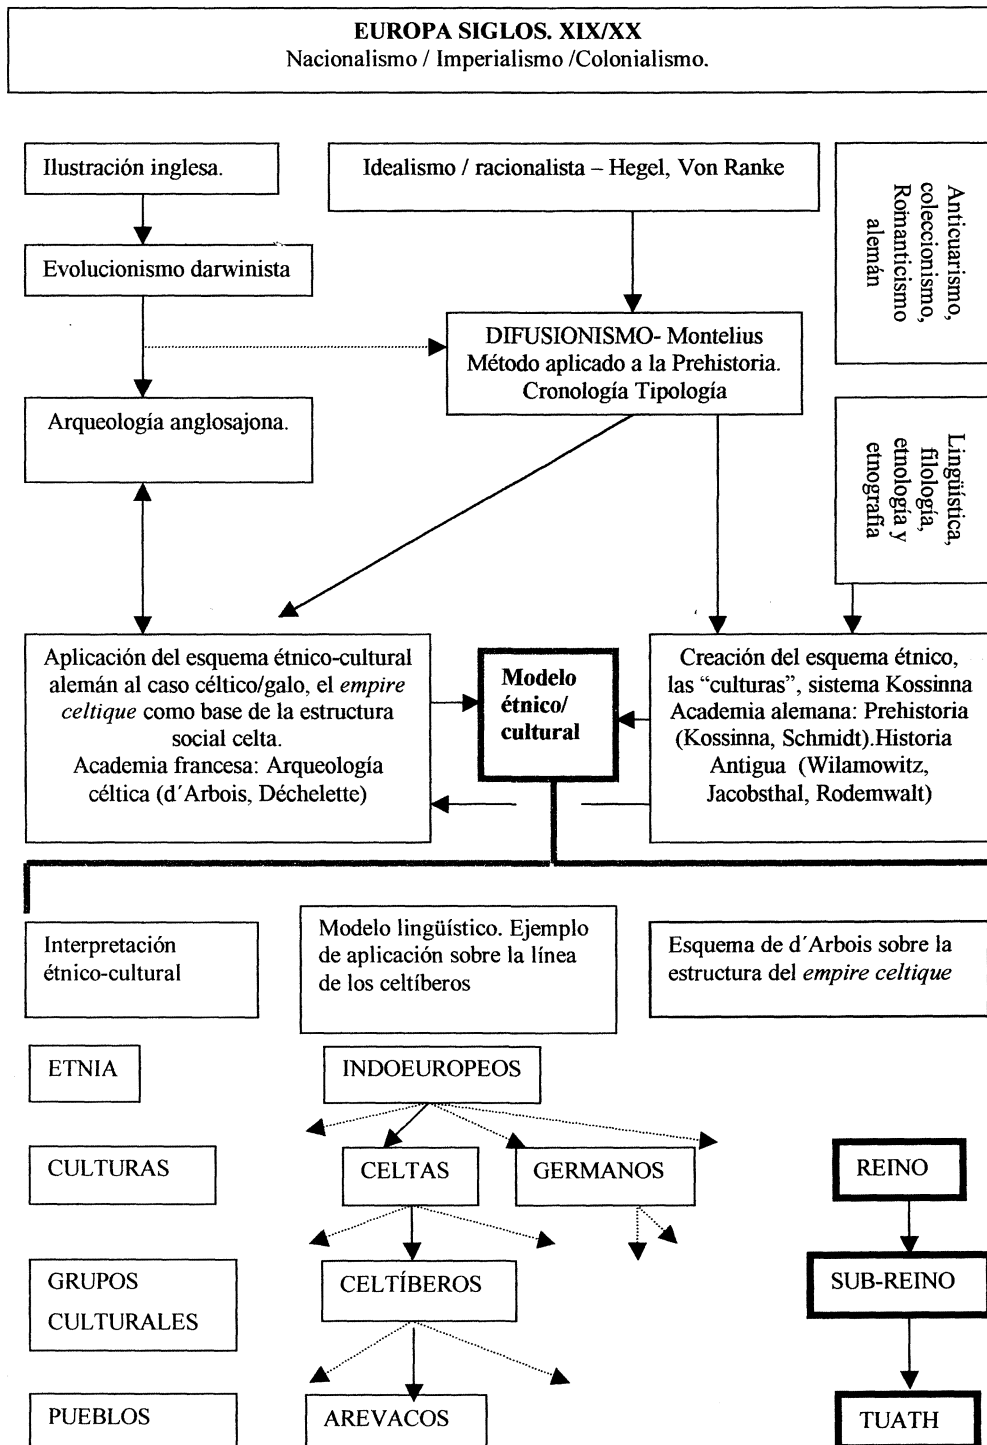 EUROPA SIGLOS. XIX/XX
Nacionalismo / Imperialismo /Colonialismo.
Ilustración inglesa.
Idealismo / racionalista – Hegel, Von Ranke
Anticuarismo,
coleccionismo,
Romanticismo
alemán
Evolucionismo darwinista
DIFUSIONISMO- Montelius
Método aplicado a la Prehistoria.
Cronología Tipología
Arqueología anglosajona.
Lingüística,
filología,
etnología y
etnografía
Aplicación del esquema étnico-cultural
alemán al caso céltico/galo, el empire
celtique como base de la estructura
social celta.
Academia francesa: Arqueología
céltica (d´Arbois, Déchelette)
Modelo
étnico/
cultural
Creación del esquema étnico,
las “culturas”, sistema Kossinna
Academia alemana: Prehistoria
(Kossinna, Schmidt).Historia
Antigua (Wilamowitz,
Jacobsthal, Rodemwalt)
Interpretación
étnico-cultural
Modelo lingüístico. Ejemplo
de aplicación sobre la línea
de los celtíberos
Esquema de d´Arbois sobre la
estructura del empire celtique
ETNIA
INDOEUROPEOS
CULTURAS
CELTAS
GERMANOS
REINO
GRUPOS
CULTURALES
CELTÍBEROS
SUB-REINO
PUEBLOS
AREVACOS
TUATH